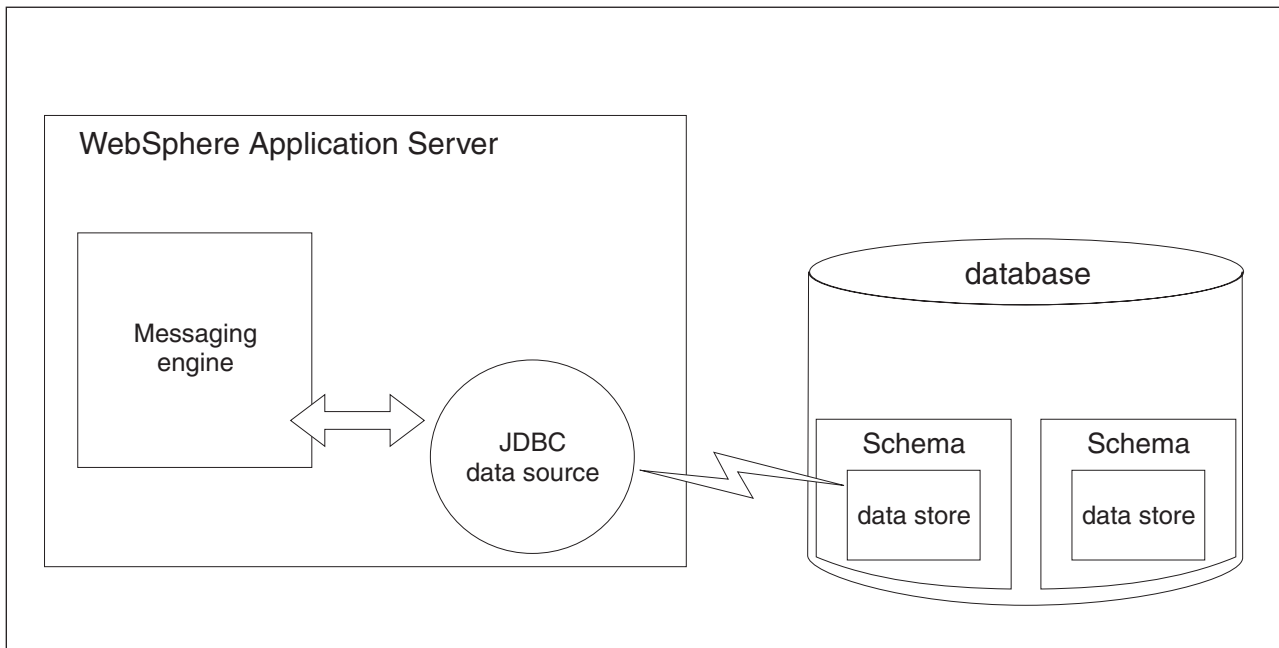 WebSphere Application Server
Messaging
engine
JDBC
data source
database
Schema
data store
Schema
data store